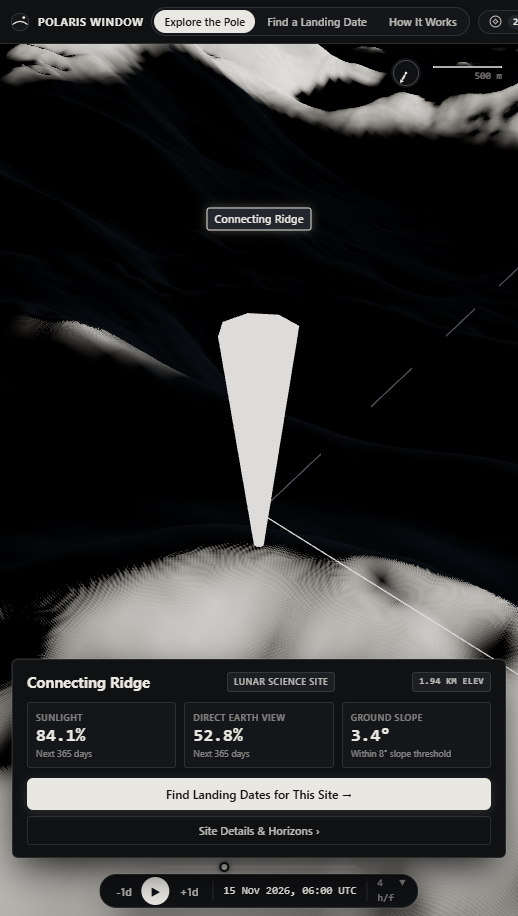 POLARIS WINDOW
Explore the Pole
Find a Landing Date
How It Works
2
500 m
Connecting Ridge
Connecting Ridge
LUNAR SCIENCE SITE
1.94 KM ELEV
SUNLIGHT
84.1%
Next 365 days
DIRECT EARTH VIEW
52.8%
Next 365 days
GROUND SLOPE
3.4°
Within 8° slope threshold
Find Landing Dates for This Site →
Site Details & Horizons ›
-1d
+1d
15 Nov 2026, 06:00 UTC
4
h/f